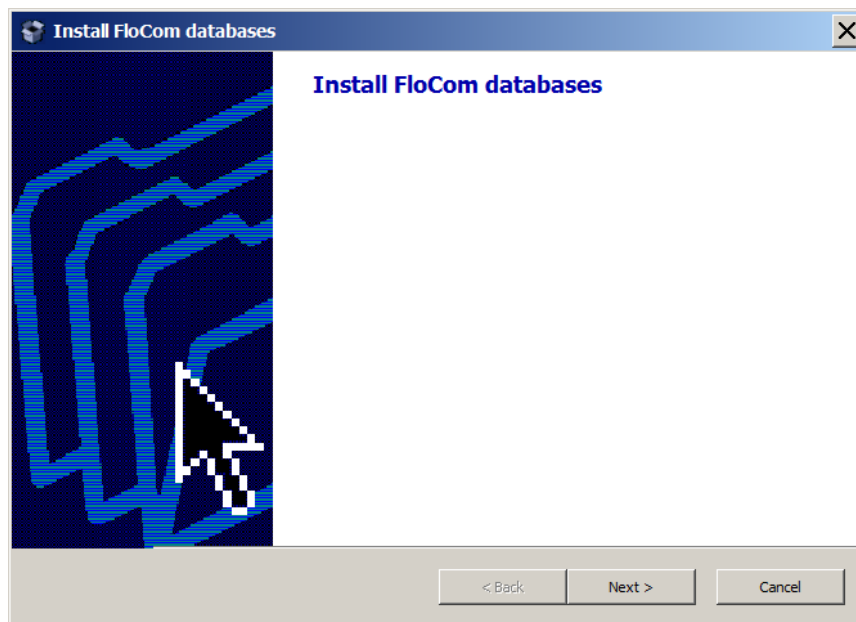 Install FloCom databases
Install FloCom databases
< Back
Next >
Cancel